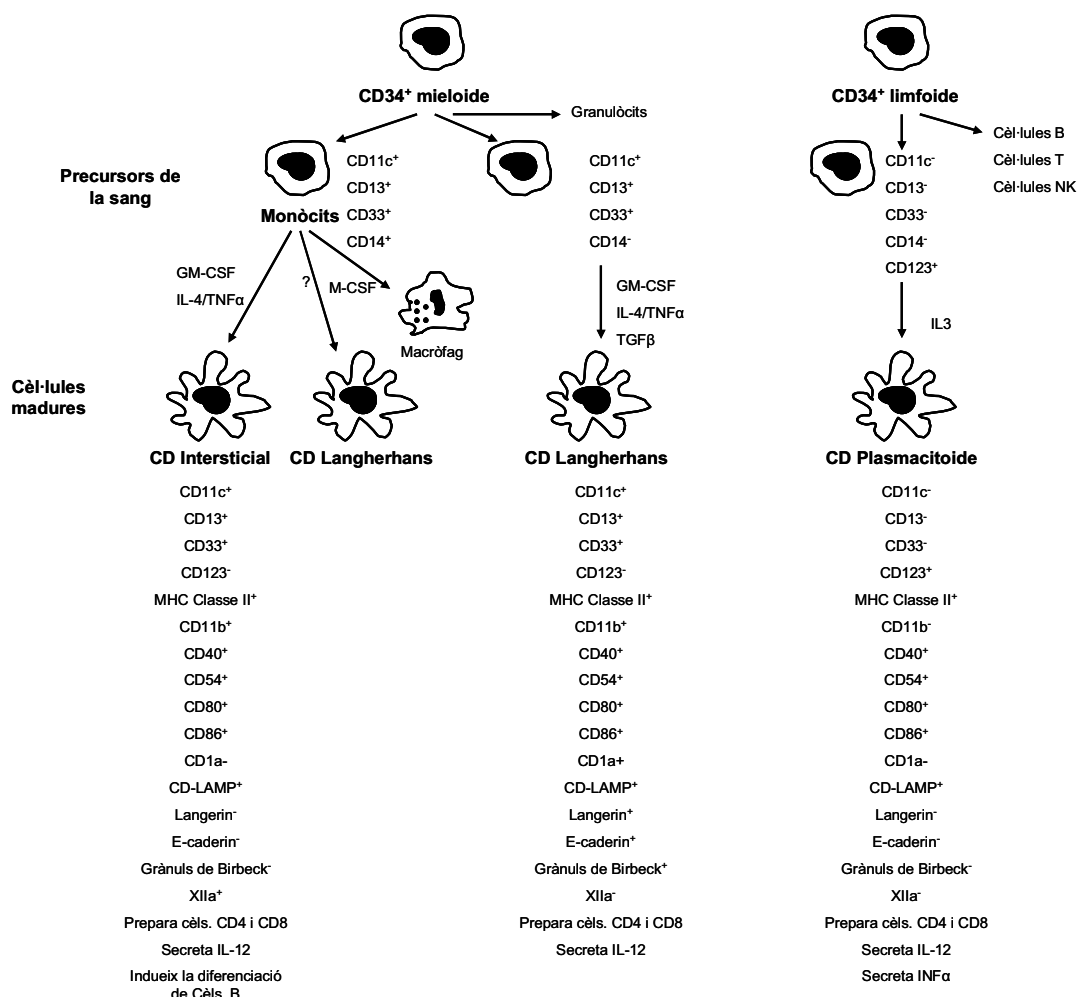 CD34⁺ mieloide
CD34⁺ limfoide
Granulòcits
Cèl·lules B
Cèl·lules T
Cèl·lules NK
Precursors de
la sang
Monòcits
CD11c⁺
CD13⁺
CD33⁺
CD14⁺
CD11c⁺
CD13⁺
CD33⁺
CD14⁻
CD11c⁻
CD13⁻
CD33⁻
CD14⁻
CD123⁺
GM-CSF
IL-4/TNFα
?
M-CSF
Macròfag
GM-CSF
IL-4/TNFα
TGFβ
IL3
Cèl·lules
madures
CD Intersticial
CD Langherhans
CD Langherhans
CD Plasmacitoide
CD11c⁺
CD13⁺
CD33⁺
CD123⁻
MHC Classe II⁺
CD11b⁺
CD40⁺
CD54⁺
CD80⁺
CD86⁺
CD1a-
CD-LAMP⁺
Langerin⁻
E-caderin⁻
Grànuls de Birbeck⁻
XIIa⁺
Prepara cèls. CD4 i CD8
Secreta IL-12
Indueix la diferenciació
de Cèls. B
CD11c⁺
CD13⁺
CD33⁺
CD123⁻
MHC Classe II⁺
CD11b⁺
CD40⁺
CD54⁺
CD80⁺
CD86⁺
CD1a+
CD-LAMP⁺
Langerin⁺
E-caderin⁺
Grànuls de Birbeck⁺
XIIa⁻
Prepara cèls. CD4 i CD8
Secreta IL-12
CD11c⁻
CD13⁻
CD33⁻
CD123⁺
MHC Classe II⁺
CD11b⁻
CD40⁺
CD54⁺
CD80⁺
CD86⁺
CD1a-
CD-LAMP⁺
Langerin⁻
E-caderin⁻
Grànuls de Birbeck⁻
XIIa⁻
Prepara cèls. CD4 i CD8
Secreta IL-12
Secreta INFα